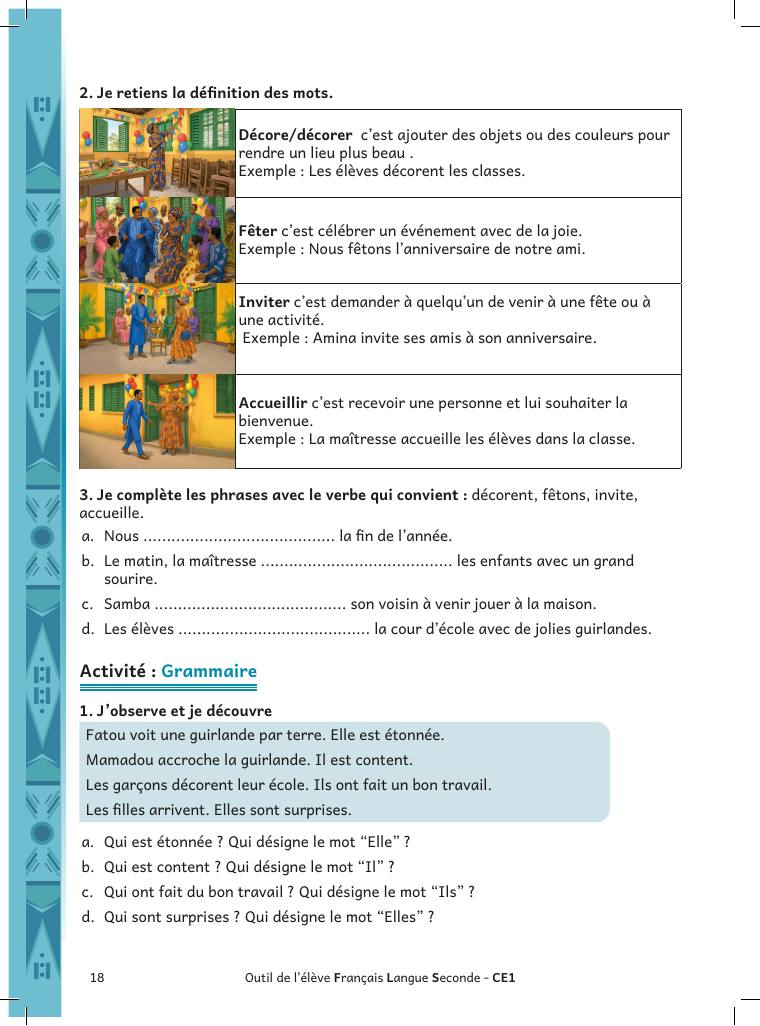 2. Je retiens la définition des mots.
Décore/décorer c’est ajouter des objets ou des couleurs pour
rendre un lieu plus beau .
Exemple : Les élèves décorent les classes.
Fêter c’est célébrer un événement avec de la joie.
Exemple : Nous fêtons l’anniversaire de notre ami.
Inviter c’est demander à quelqu’un de venir à une fête ou à
une activité.
Exemple : Amina invite ses amis à son anniversaire.
Accueillir c’est recevoir une personne et lui souhaiter la
bienvenue.
Exemple : La maîtresse accueille les élèves dans la classe.
3. Je complète les phrases avec le verbe qui convient : décorent, fêtons, invite,
accueille.
a. Nous ......................................... la fin de l’année.
b. Le matin, la maîtresse ......................................... les enfants avec un grand
sourire.
c. Samba ......................................... son voisin à venir jouer à la maison.
d. Les élèves ......................................... la cour d’école avec de jolies guirlandes.
Activité : Grammaire
1. J’observe et je découvre
Fatou voit une guirlande par terre. Elle est étonnée.
Mamadou accroche la guirlande. Il est content.
Les garçons décorent leur école. Ils ont fait un bon travail.
Les filles arrivent. Elles sont surprises.
a. Qui est étonnée ? Qui désigne le mot “Elle” ?
b. Qui est content ? Qui désigne le mot “Il” ?
c. Qui ont fait du bon travail ? Qui désigne le mot “Ils” ?
d. Qui sont surprises ? Qui désigne le mot “Elles” ?
18 Outil de l’élève Français Langue Seconde - CE1